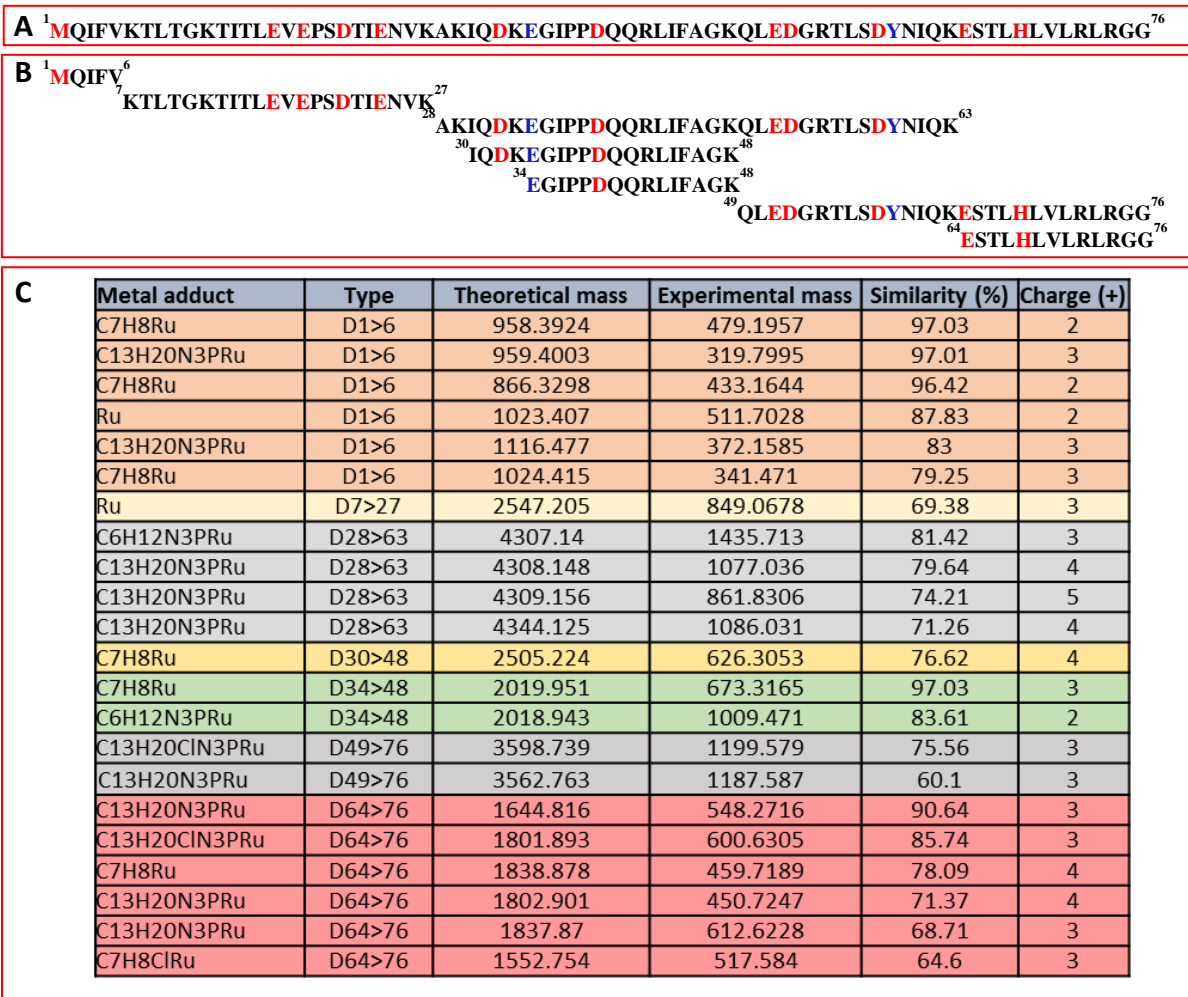 A 1MQIFVKTLTGKTITLEVEPSDTIENVKAKIQDKEGIPPDQQRLIFAGKQLEDGRTLSDYNIQKESTLHLVLRLRGG76
B 1MQIFV6
7KTLTGKTITLEVEPSDTIENVK27
28AKIQDKEGIPPDQQRLIFAGKQLEDGRTLSDYNIQK63
30IQDKEGIPPDQQRLIFAGK48
34EGIPPDQQRLIFAGK48
49QLEDGRTLSDYNIQKESTLHLVLRLRGG76
64ESTLHLVLRLRGG76
C Metal adduct Type Theoretical mass Experimental mass Similarity (%) Charge (+)
C7H8Ru D1>6 958.3924 479.1957 97.03 2
C13H20N3PRu D1>6 959.4003 319.7995 97.01 3
C7H8Ru D1>6 866.3298 433.1644 96.42 2
Ru D1>6 1023.407 511.7028 87.83 2
C13H20N3PRu D1>6 1116.477 372.1585 83 3
C7H8Ru D1>6 1024.415 341.471 79.25 3
Ru D7>27 2547.205 849.0678 69.38 3
C6H12N3PRu D28>63 4307.14 1435.713 81.42 3
C13H20N3PRu D28>63 4308.148 1077.036 79.64 4
C13H20N3PRu D28>63 4309.156 861.8306 74.21 5
C13H20N3PRu D28>63 4344.125 1086.031 71.26 4
C7H8Ru D30>48 2505.224 626.3053 76.62 4
C7H8Ru D34>48 2019.951 673.3165 97.03 3
C6H12N3PRu D34>48 2018.943 1009.471 83.61 2
C13H20ClN3PRu D49>76 3598.739 1199.579 75.56 3
C13H20N3PRu D49>76 3562.763 1187.587 60.1 3
C13H20N3PRu D64>76 1644.816 548.2716 90.64 3
C13H20ClN3PRu D64>76 1801.893 600.6305 85.74 3
C7H8Ru D64>76 1838.878 459.7189 78.09 4
C13H20N3PRu D64>76 1802.901 450.7247 71.37 4
C13H20N3PRu D64>76 1837.87 612.6228 68.71 3
C7H8ClRu D64>76 1552.754 517.584 64.6 3